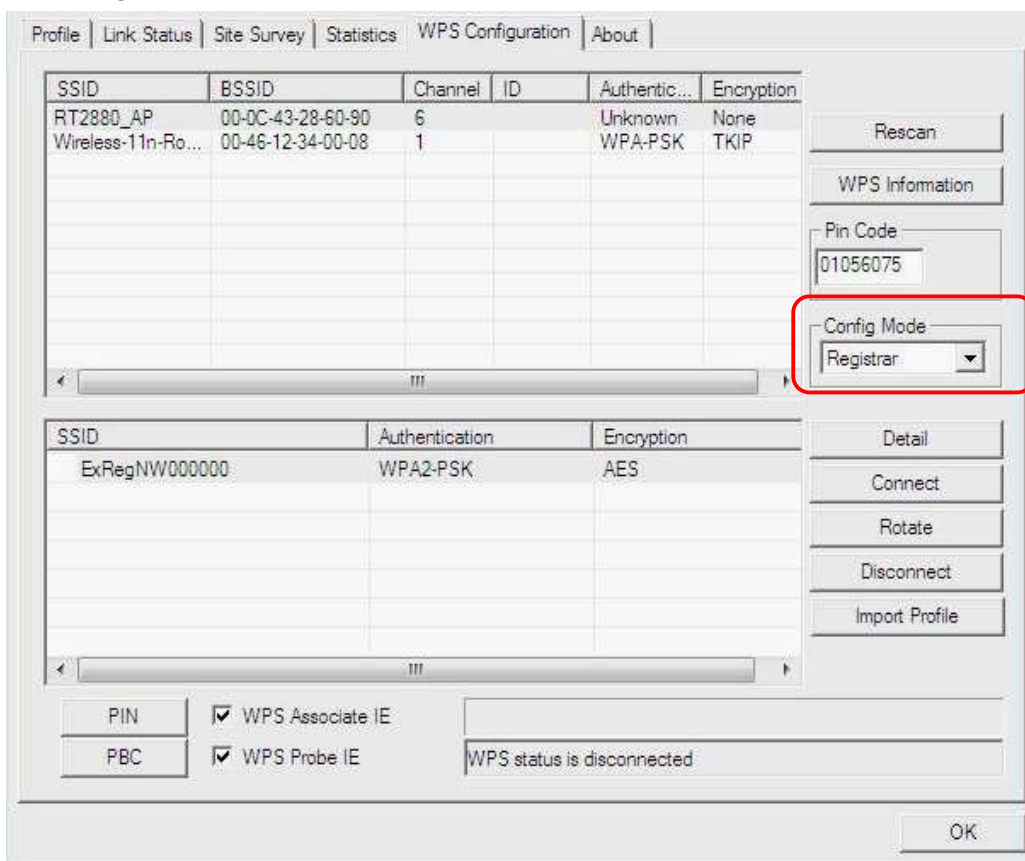 Profile Link Status Site Survey Statistics WPS Configuration About
SSID BSSID Channel ID Authentic... Encryption
RT2880_AP 00-0C-43-28-60-90 6 Unknown None
Wireless-11n-Ro... 00-46-12-34-00-08 1 WPA-PSK TKIP
Rescan
WPS Information
Pin Code
01056075
Config Mode
Registrar
SSID Authentication Encryption
ExRegNW000000 WPA2-PSK AES
Detail
Connect
Rotate
Disconnect
Import Profile
PIN WPS Associate IE
PBC WPS Probe IE WPS status is disconnected
OK